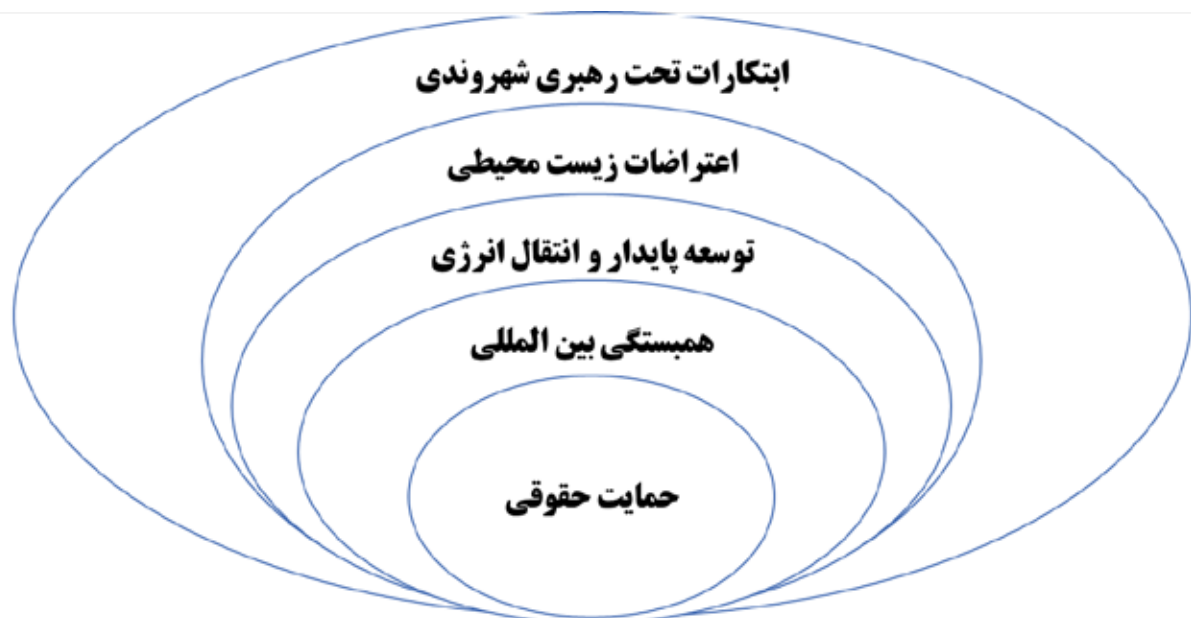 ابتکارات تحت رهبری شهروندی
اعتراضات زیست محیطی
توسعه پایدار و انتقال انرژی
همبستگی بین المللی
حمایت حقوقی